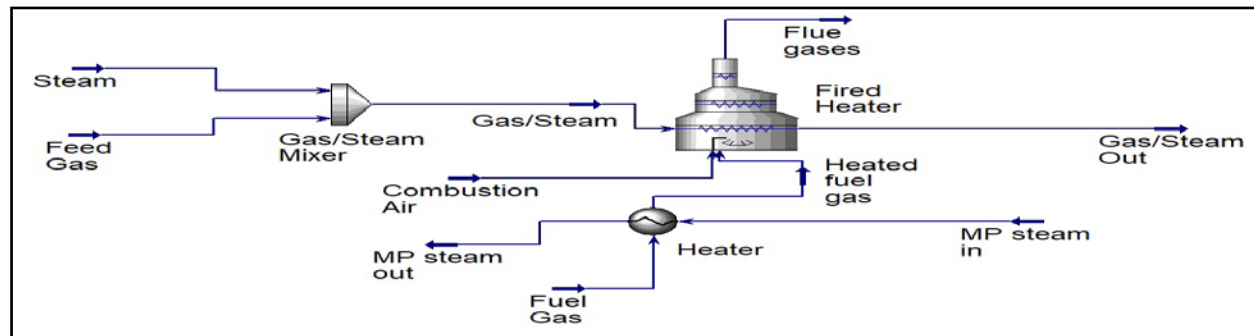 Flue
gases
Steam
Fired
Heater
Gas/Steam
Feed
Gas
Gas/Steam
Mixer
Gas/Steam
Out
Heated
fuel
gas
Combustion
Air
MP steam
out
Heater
MP steam
in
Fuel
Gas